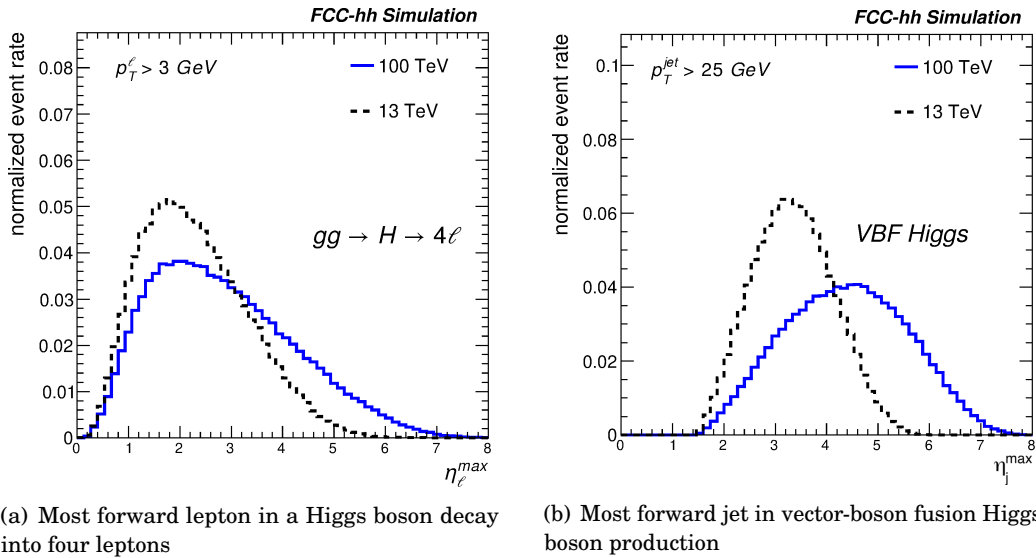 FCC-hh Simulation
normalized event rate
0.08
0.07
0.06
0.05
0.04
0.03
0.02
0.01
0
p_T^ℓ > 3 GeV
100 TeV
13 TeV
gg → H → 4ℓ
0 1 2 3 4 5 6 7 8
η_ℓ^max
(a) Most forward lepton in a Higgs boson decay
into four leptons
FCC-hh Simulation
normalized event rate
0.1
0.08
0.06
0.04
0.02
0
p_T^jet > 25 GeV
100 TeV
13 TeV
VBF Higgs
0 1 2 3 4 5 6 7 8
η_j^max
(b) Most forward jet in vector-boson fusion Higgs
boson production